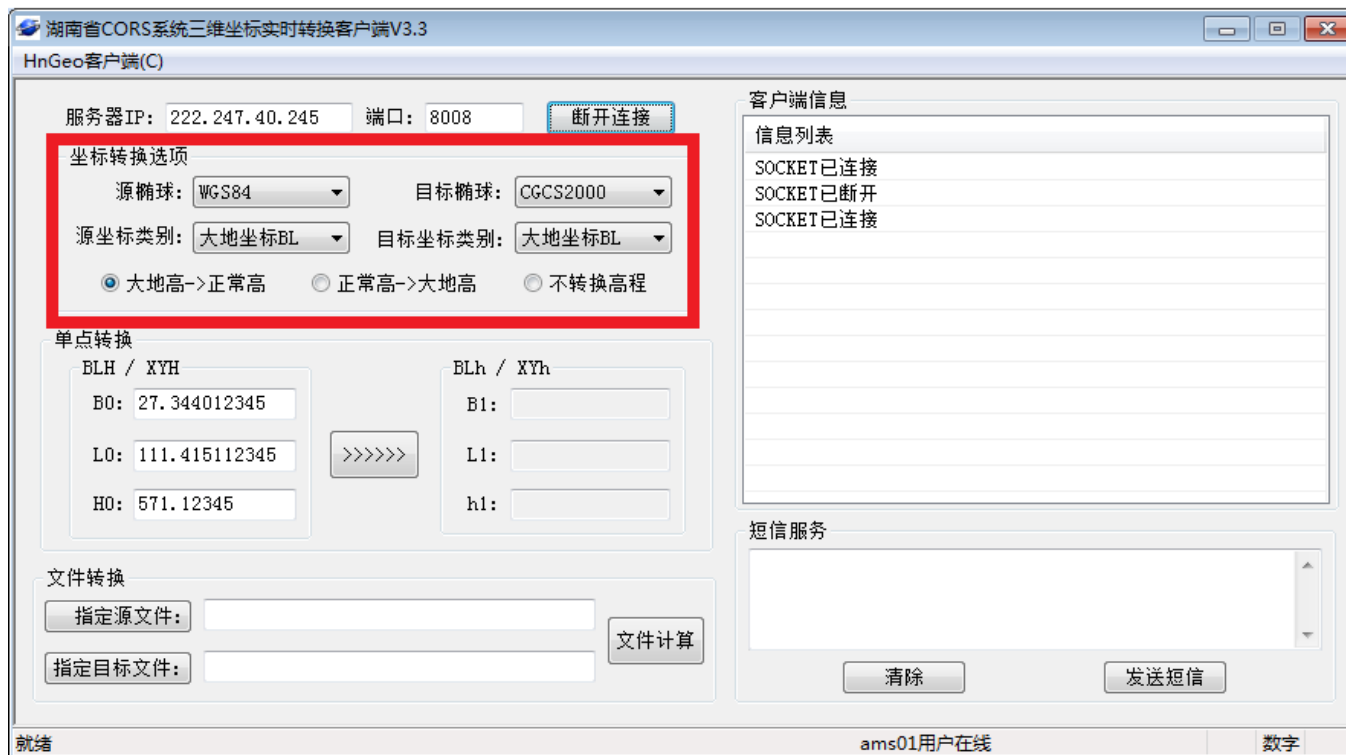 湖南省CORS系统三维坐标实时转换客户端V3.3
HnGeo客户端(C)
服务器IP: 222.247.40.245 端口: 8008 断开连接
坐标转换选项
源椭球: WGS84 目标椭球: CGCS2000
源坐标类别: 大地坐标BL 目标坐标类别: 大地坐标BL
大地高->正常高 正常高->大地高 不转换高程
单点转换
BLH / XYH BLh / XYh
B0: 27.344012345 B1:
L0: 111.415112345 >>>>>> L1:
H0: 571.12345 h1:
文件转换
指定源文件:
文件计算
指定目标文件:
客户端信息
信息列表
SOCKET已连接
SOCKET已断开
SOCKET已连接
短信服务
清除 发送短信
就绪 ams01用户在线 数字